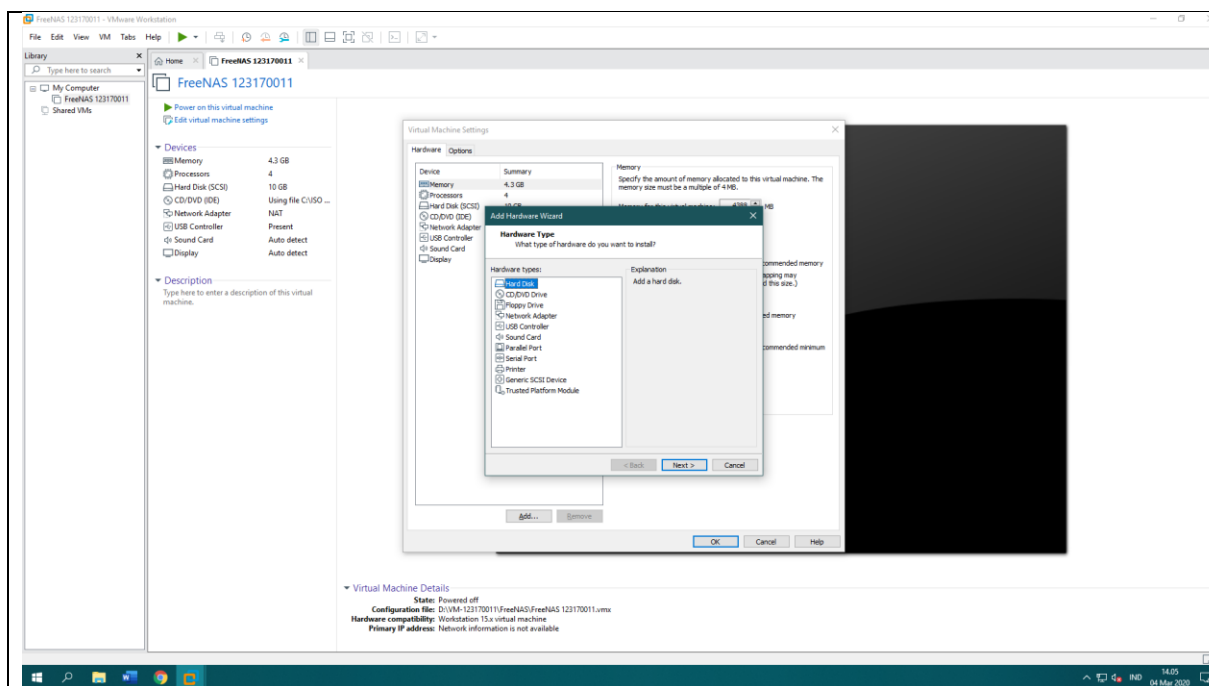 FreeNAS 123170011 - VMware Workstation
File Edit View VM Tabs Help
Library
Type here to search
My Computer
FreeNAS 123170011
Shared VMs
Home
FreeNAS 123170011
FreeNAS 123170011
Power on this virtual machine
Edit virtual machine settings
Devices
Memory 4.3 GB
Processors 4
Hard Disk (SCSI) 10 GB
CD/DVD (IDE) Using file C:\ISO ...
Network Adapter NAT
USB Controller Present
Sound Card Auto detect
Display Auto detect
Description
Type here to enter a description of this virtual
machine.
Virtual Machine Settings
Hardware Options
Device Summary
Memory 4.3 GB
Processors 4
Hard Disk (SCSI) 10 GB
CD/DVD (IDE)
Network Adapter
USB Controller
Sound Card
Display
Memory
Specify the amount of memory allocated to this virtual machine. The
memory size must be a multiple of 4 MB.
MB
ommended memory
apping may
d this size.)
ed memory
commended minimum
Add Hardware Wizard
Hardware Type
What type of hardware do you want to install?
Hardware types:
Hard Disk
CD/DVD Drive
Floppy Drive
Network Adapter
USB Controller
Sound Card
Parallel Port
Serial Port
Printer
Generic SCSI Device
Trusted Platform Module
Explanation
Add a hard disk.
< Back Next > Cancel
Add... Remove
OK Cancel Help
Virtual Machine Details
State: Powered off
Configuration file: D:\VM-123170011\FreeNAS\FreeNAS 123170011.vmx
Hardware compatibility: Workstation 15.x virtual machine
Primary IP address: Network information is not available
IND
14.05
04 Mar 2020